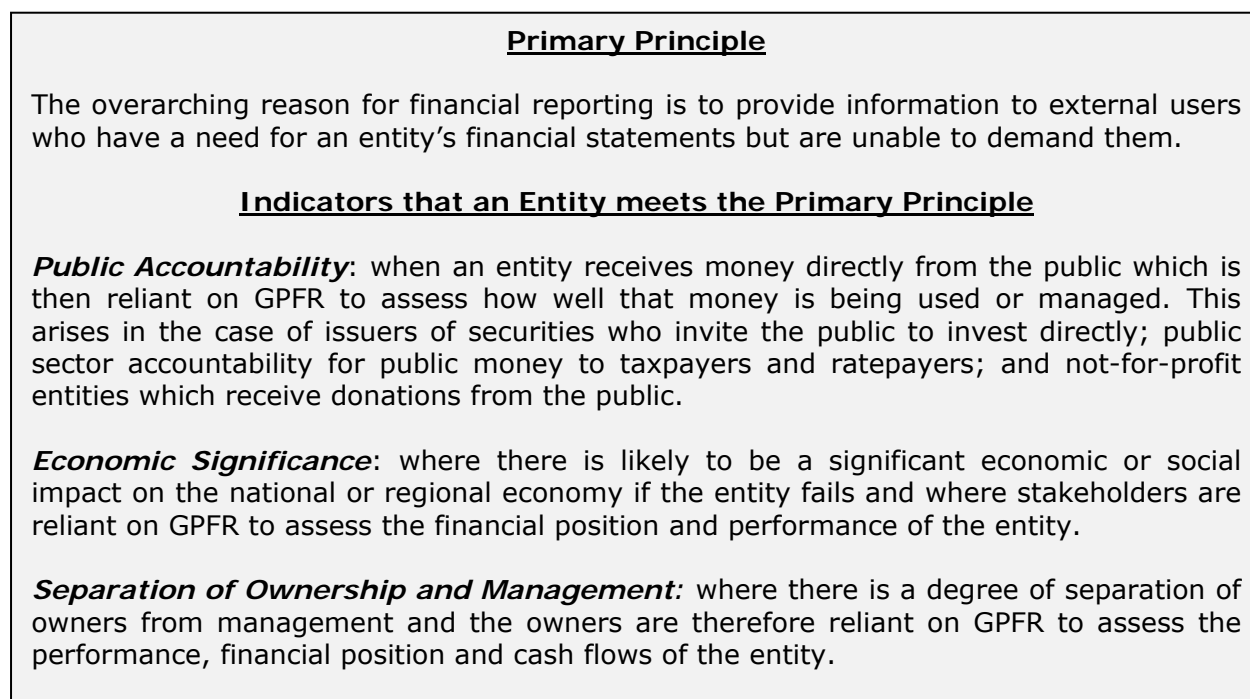 Primary Principle
The overarching reason for financial reporting is to provide information to external users
who have a need for an entity’s financial statements but are unable to demand them.
Indicators that an Entity meets the Primary Principle
Public Accountability: when an entity receives money directly from the public which is
then reliant on GPFR to assess how well that money is being used or managed. This
arises in the case of issuers of securities who invite the public to invest directly; public
sector accountability for public money to taxpayers and ratepayers; and not-for-profit
entities which receive donations from the public.
Economic Significance: where there is likely to be a significant economic or social
impact on the national or regional economy if the entity fails and where stakeholders are
reliant on GPFR to assess the financial position and performance of the entity.
Separation of Ownership and Management: where there is a degree of separation of
owners from management and the owners are therefore reliant on GPFR to assess the
performance, financial position and cash flows of the entity.